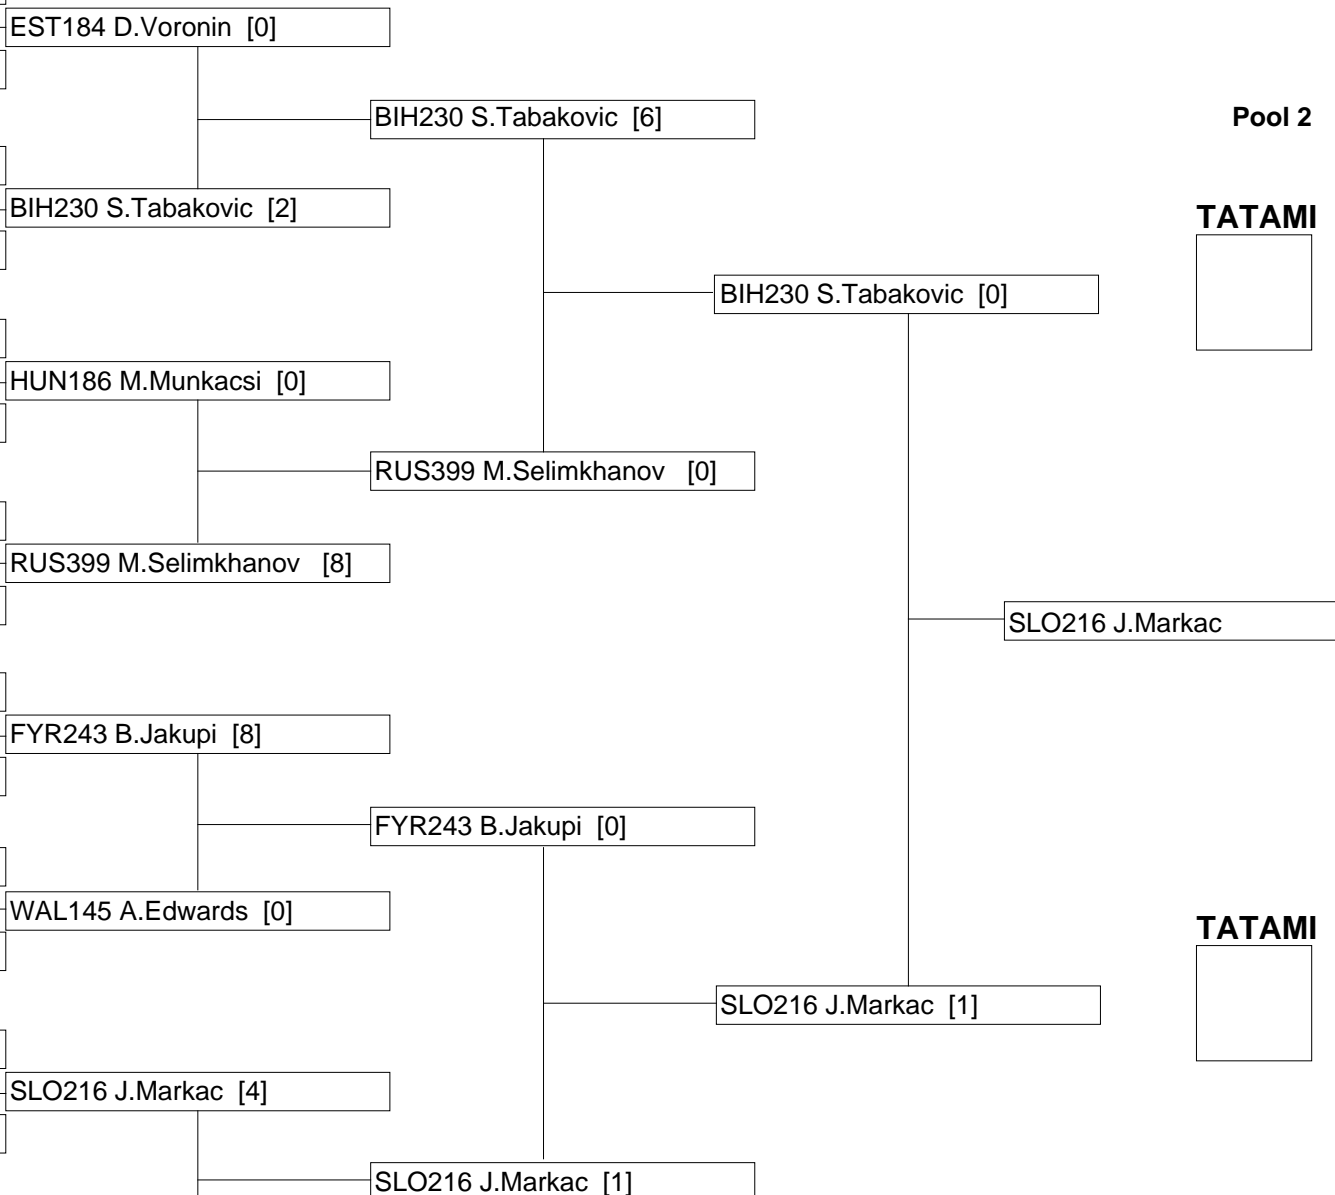 EST184 D.Voronin [0]
BIH230 S.Tabakovic [6]
Pool 2
BIH230 S.Tabakovic [2]
TATAMI
BIH230 S.Tabakovic [0]
HUN186 M.Munkacsi [0]
RUS399 M.Selimkhanov [0]
RUS399 M.Selimkhanov [8]
SLO216 J.Markac
FYR243 B.Jakupi [8]
FYR243 B.Jakupi [0]
WAL145 A.Edwards [0]
TATAMI
SLO216 J.Markac [1]
SLO216 J.Markac [4]
SLO216 J.Markac [1]